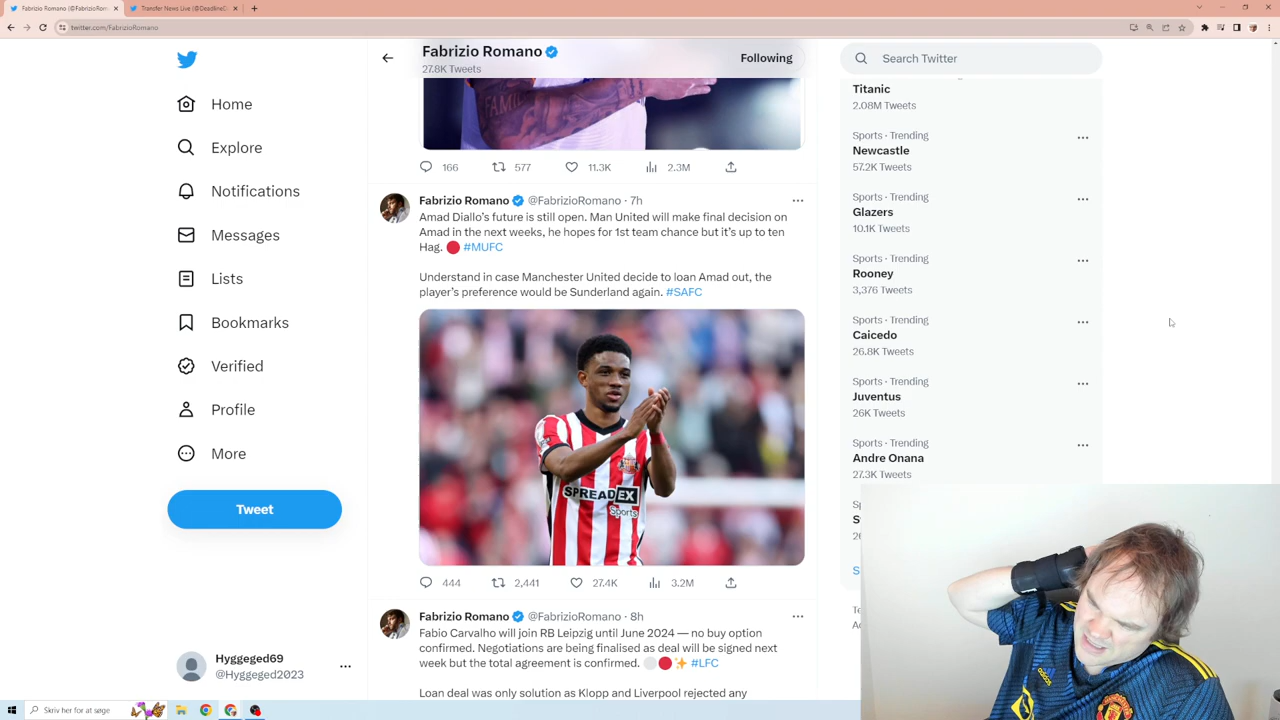 Fabrizio Romano (@FabrizioRoman
Transfer News Live (@DeadlineD
twitter.com/FabrizioRomano
Home
Explore
Notifications
Messages
Lists
Bookmarks
Verified
Profile
More
Tweet
Hyggeged69
@Hyggeged2023
Fabrizio Romano
27.8K Tweets
Following
166 577 11.3K 2.3M
Fabrizio Romano @FabrizioRomano · 7h
Amad Diallo's future is still open. Man United will make final decision on
Amad in the next weeks, he hopes for 1st team chance but it's up to ten
Hag. 🔴 #MUFC
Understand in case Manchester United decide to loan Amad out, the
player's preference would be Sunderland again. #SAFC
SPREADEX
Sports
444 2,441 27.4K 3.2M
Fabrizio Romano @FabrizioRomano · 8h
Fabio Carvalho will join RB Leipzig until June 2024 — no buy option
confirmed. Negotiations are being finalised as deal will be signed next
week but the total agreement is confirmed. ⚪🔴✨ #LFC
Loan deal was only solution as Klopp and Liverpool rejected any
Search Twitter
Titanic
2.08M Tweets
Sports · Trending
Newcastle
57.2K Tweets
Sports · Trending
Glazers
10.1K Tweets
Sports · Trending
Rooney
3,376 Tweets
Sports · Trending
Caicedo
26.8K Tweets
Sports · Trending
Juventus
26K Tweets
Sports · Trending
Andre Onana
27.3K Tweets
Skriv her for at søge